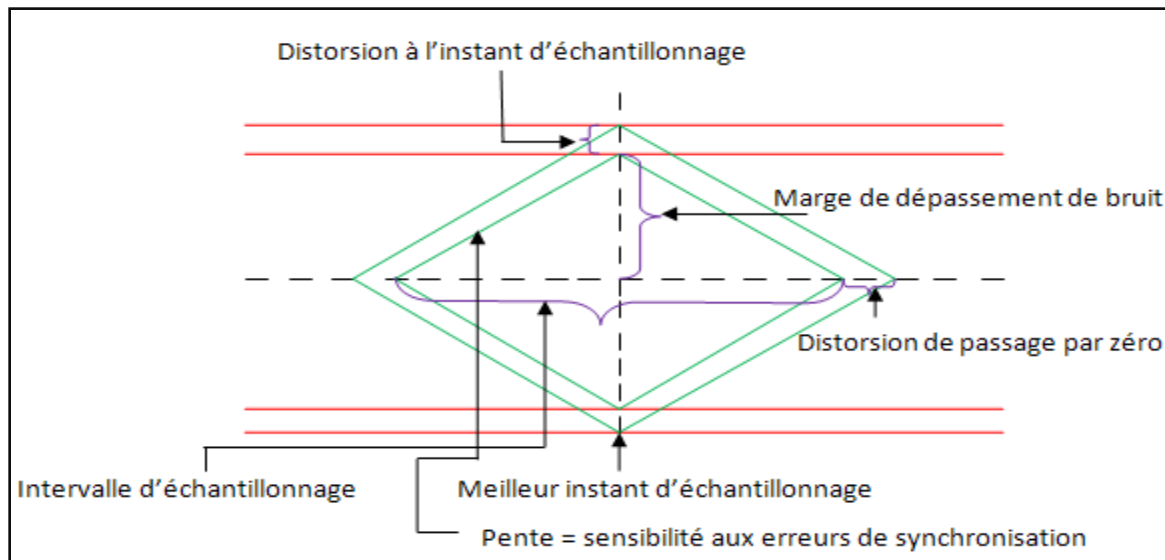 Distorsion à l’instant d’échantillonnage
Marge de dépassement de bruit
Distorsion de passage par zéro
Intervalle d’échantillonnage
Meilleur instant d’échantillonnage
Pente = sensibilité aux erreurs de synchronisation